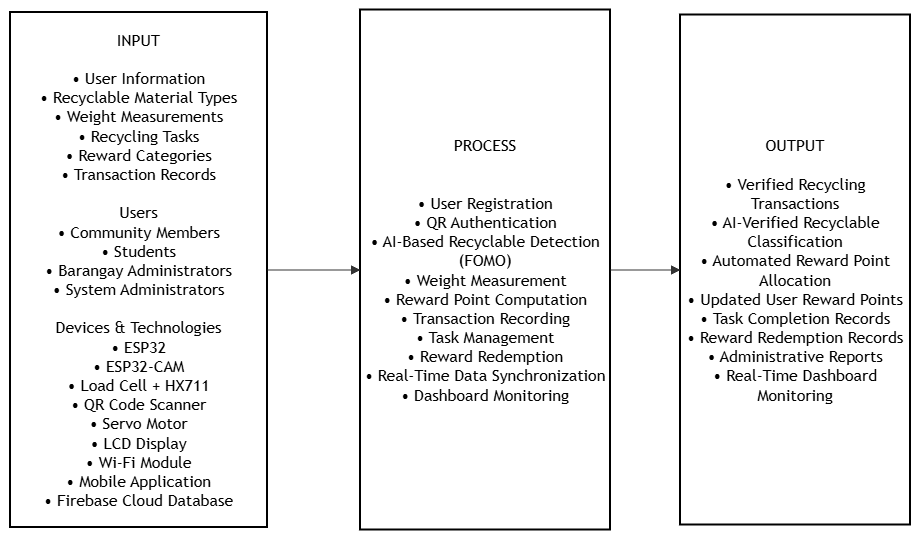 INPUT
• User Information
• Recyclable Material Types
• Weight Measurements
• Recycling Tasks
• Reward Categories
• Transaction Records
Users
• Community Members
• Students
• Barangay Administrators
• System Administrators
Devices & Technologies
• ESP32
• ESP32-CAM
• Load Cell + HX711
• QR Code Scanner
• Servo Motor
• LCD Display
• Wi-Fi Module
• Mobile Application
• Firebase Cloud Database
PROCESS
• User Registration
• QR Authentication
• AI-Based Recyclable Detection
(FOMO)
• Weight Measurement
• Reward Point Computation
• Transaction Recording
• Task Management
• Reward Redemption
• Real-Time Data Synchronization
• Dashboard Monitoring
OUTPUT
• Verified Recycling
Transactions
• AI-Verified Recyclable
Classification
• Automated Reward Point
Allocation
• Updated User Reward Points
• Task Completion Records
• Reward Redemption Records
• Administrative Reports
• Real-Time Dashboard
Monitoring